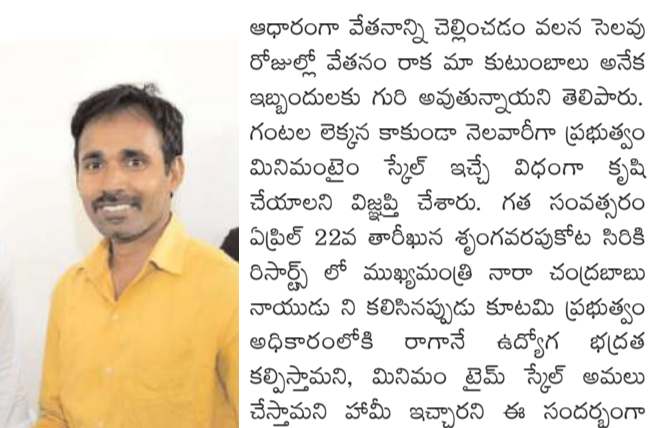 ఆధారంగా వేతనాన్ని చెల్లించడం వలన సెలవు
రోజుల్లో వేతనం రాక మా కుటుంబాలు అనేక
ఇబ్బందులకు గురి అవుతున్నాయని తెలిపారు.
గంటల లెక్కన కాకుండా నెలవారీగా ప్రభుత్వం
మినిమంటైం స్కేల్ ఇచ్చే విధంగా కృషి
చేయాలని విజ్ఞప్తి చేశారు. గత సంవత్సరం
ఏప్రిల్ 22వ తారీఖున శృంగవరపుకోట సిరికి
రిసార్ట్స్ లో ముఖ్యమంత్రి నారా చంద్రబాబు
నాయుడు ని కలిసినప్పుడు కూటమి ప్రభుత్వం
అధికారంలోకి రాగానే ఉద్యోగ భద్రత
కల్పిస్తామని, మినిమం టైమ్ స్కేల్ అమలు
చేస్తామని హామీ ఇచ్చారని ఈ సందర్భంగా